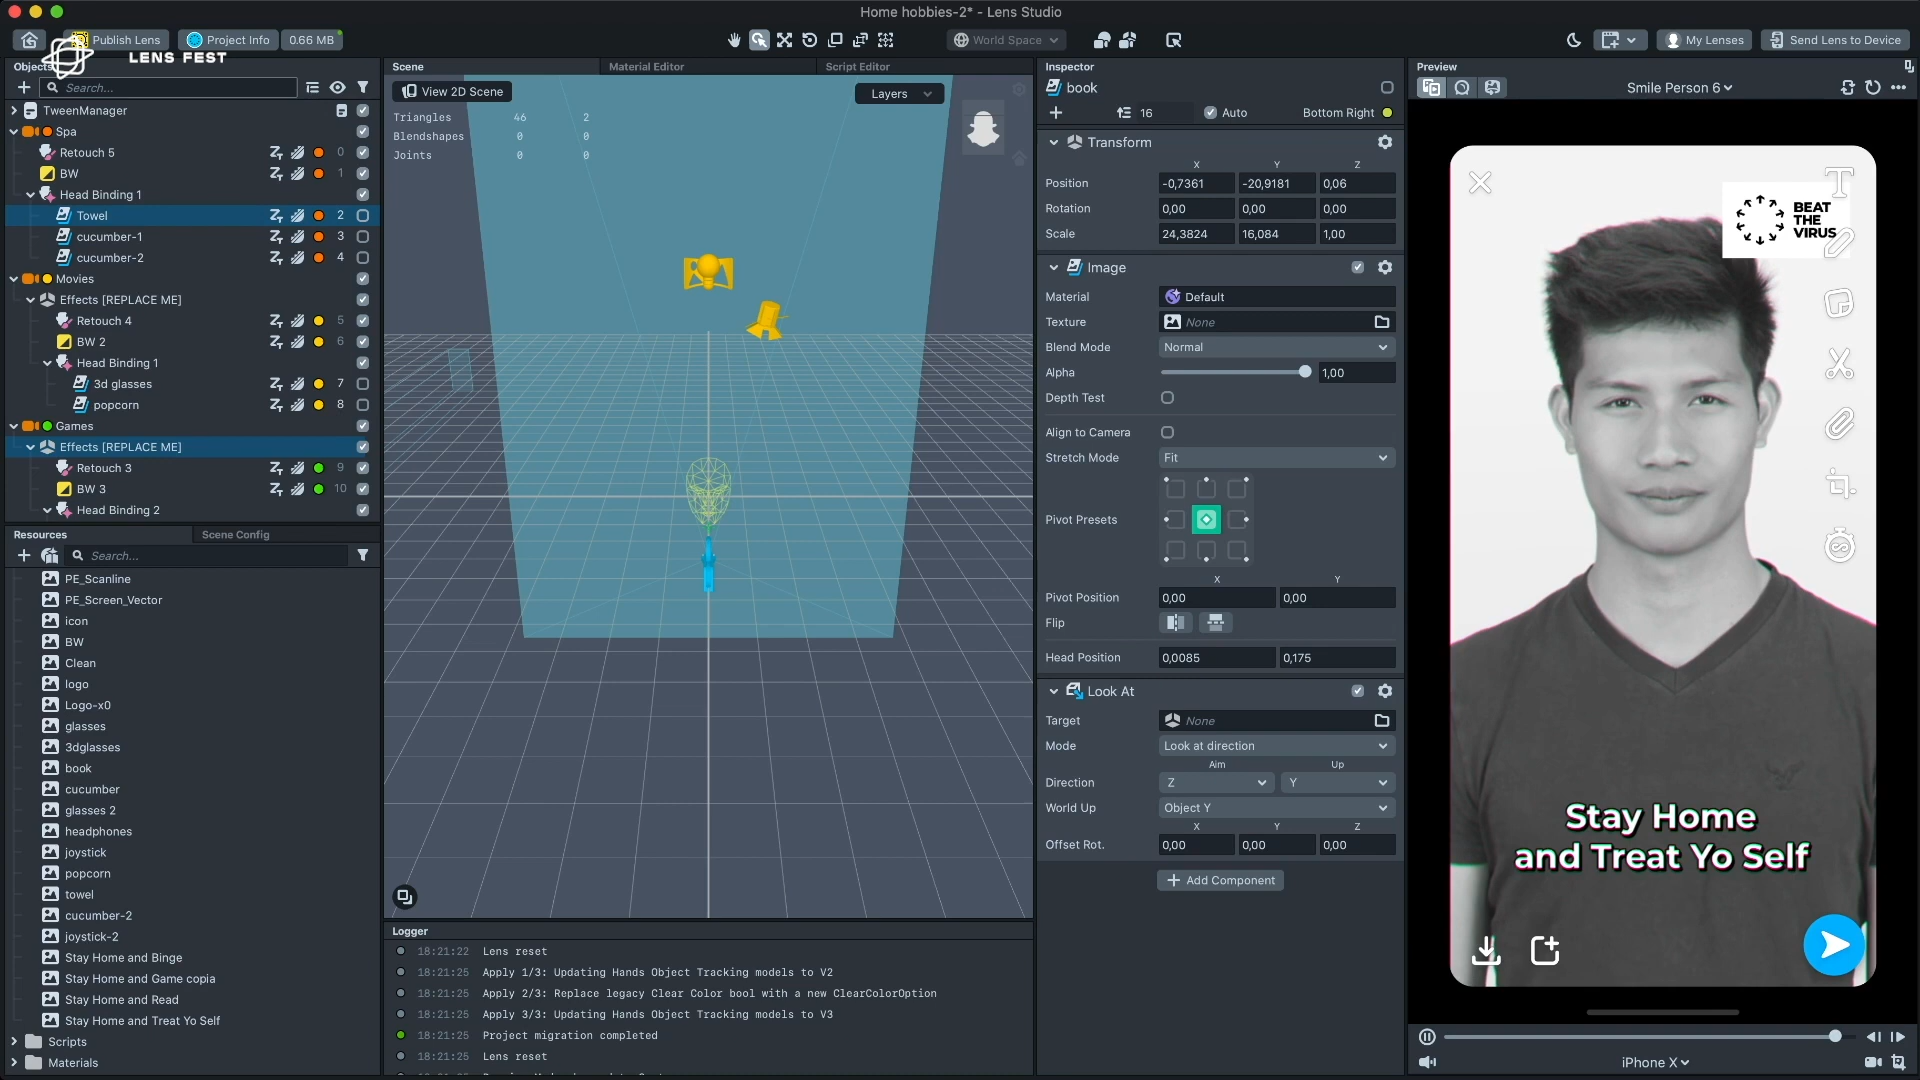 Home hobbies-2* - Lens Studio
Publish Lens
Project Info
0.66 MB
World Space
My Lenses
Send Lens to Device
LENS FEST
Objects
Search...
TweenManager
Spa
Retouch 5
0
BW
1
Head Binding 1
Towel
2
cucumber-1
3
cucumber-2
4
Movies
Effects [REPLACE ME]
Retouch 4
5
BW 2
6
Head Binding 1
3d glasses
7
popcorn
8
Games
Effects [REPLACE ME]
Retouch 3
9
BW 3
10
Head Binding 2
Resources
Scene Config
Search...
PE_Scanline
PE_Screen_Vector
icon
BW
Clean
logo
Logo-x0
glasses
3dglasses
book
cucumber
glasses 2
headphones
joystick
popcorn
towel
cucumber-2
joystick-2
Stay Home and Binge
Stay Home and Game copia
Stay Home and Read
Stay Home and Treat Yo Self
Scripts
Materials
Scene
Material Editor
Script Editor
View 2D Scene
Layers
Triangles 46 2
Blendshapes 0 0
Joints 0 0
Logger
18:21:22 Lens reset
18:21:25 Apply 1/3: Updating Hands Object Tracking models to V2
18:21:25 Apply 2/3: Replace legacy Clear Color bool with a new ClearColorOption
18:21:25 Apply 3/3: Updating Hands Object Tracking models to V3
18:21:25 Project migration completed
18:21:25 Lens reset
Inspector
book
16
Auto
Bottom Right
Transform
X Y Z
Position -0,7361 -20,9181 0,06
Rotation 0,00 0,00 0,00
Scale 24,3824 16,084 1,00
Image
Material Default
Texture None
Blend Mode Normal
Alpha 1,00
Depth Test
Align to Camera
Stretch Mode Fit
Pivot Presets
X Y
Pivot Position 0,00 0,00
Flip
Head Position 0,0085 0,175
Look At
Target None
Mode Look at direction
Aim Up
Direction Z Y
World Up Object Y
X Y Z
Offset Rot. 0,00 0,00 0,00
Add Component
Preview
Smile Person 6
BEAT
THE
VIRUS
Stay Home
and Treat Yo Self
iPhone X